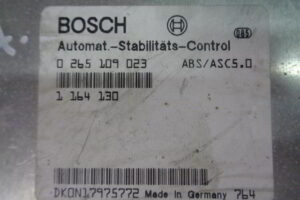 BOSCH
Automat.-Stabilitäts-Control
0 265 109 023 ABS/ASC5.0
1 164 130
DKON17975772 Made in Germany 764